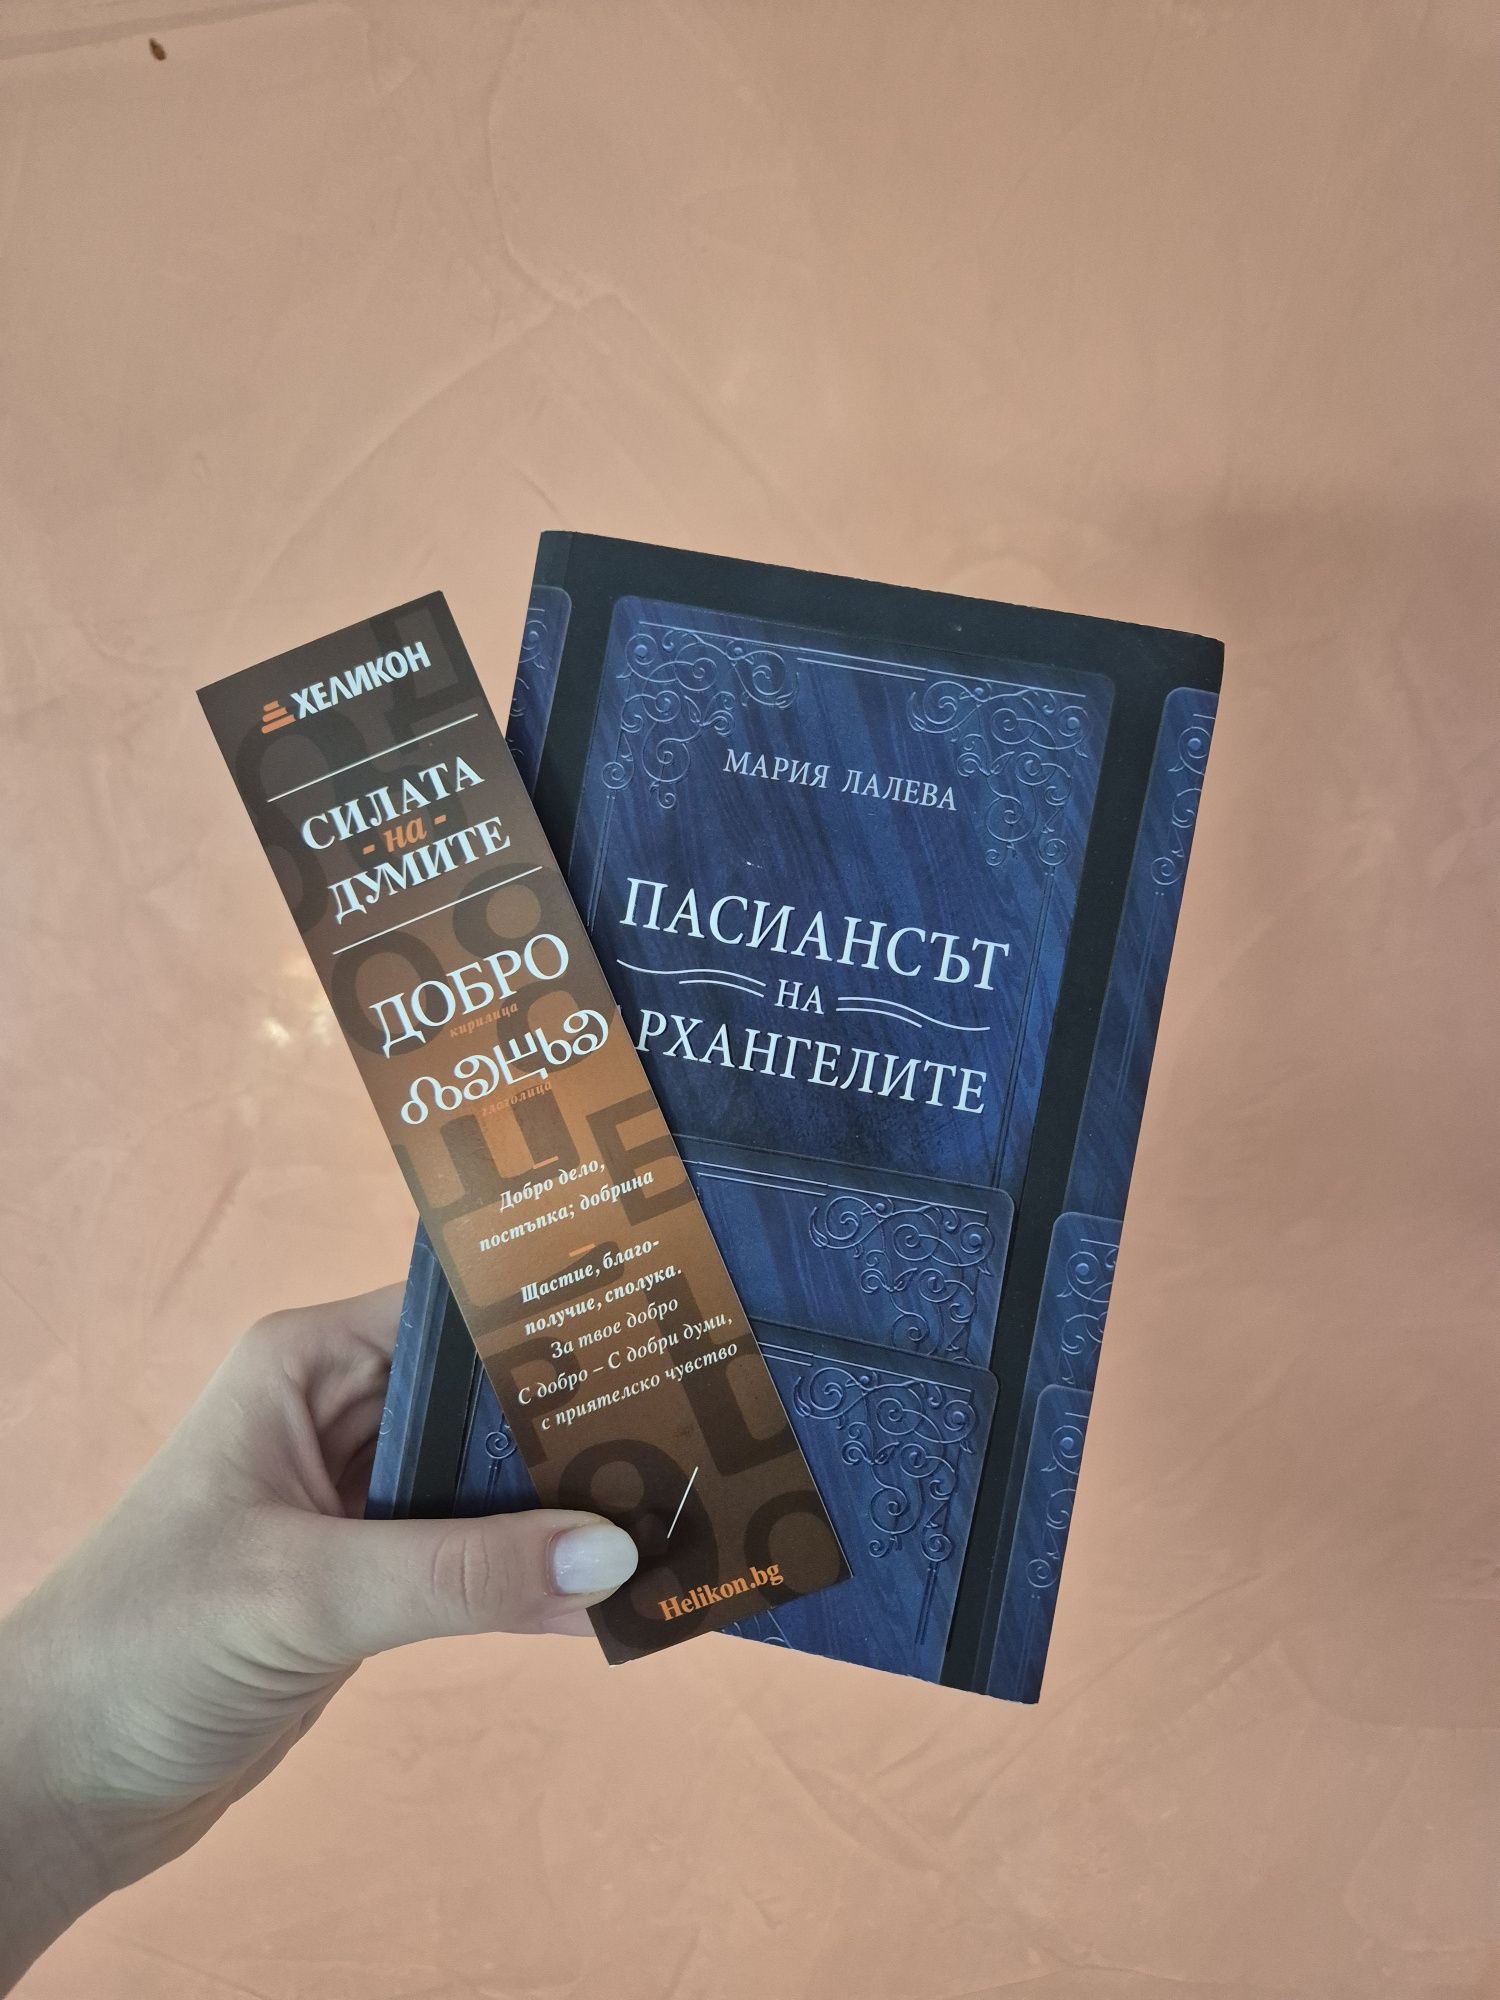 ХЕЛИКОН
СИЛАТА
- на -
ДУМИТЕ
ДОБРО
кирилица
глаголица
Добро дело,
постъпка; добрина
Щастие, благо-
получие, сполука.
За твое добро
С добро – С добри думи,
с приятелско чувство
Helikon.bg
МАРИЯ ЛАЛЕВА
ПАСИАНСЪТ
НА
РХАНГЕЛИТЕ